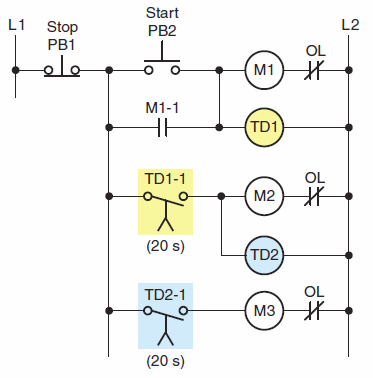 L1
Stop
PB1
Start
PB2
L2
OL
M1
M1-1
TD1
TD1-1
OL
M2
(20 s)
TD2
TD2-1
OL
M3
(20 s)